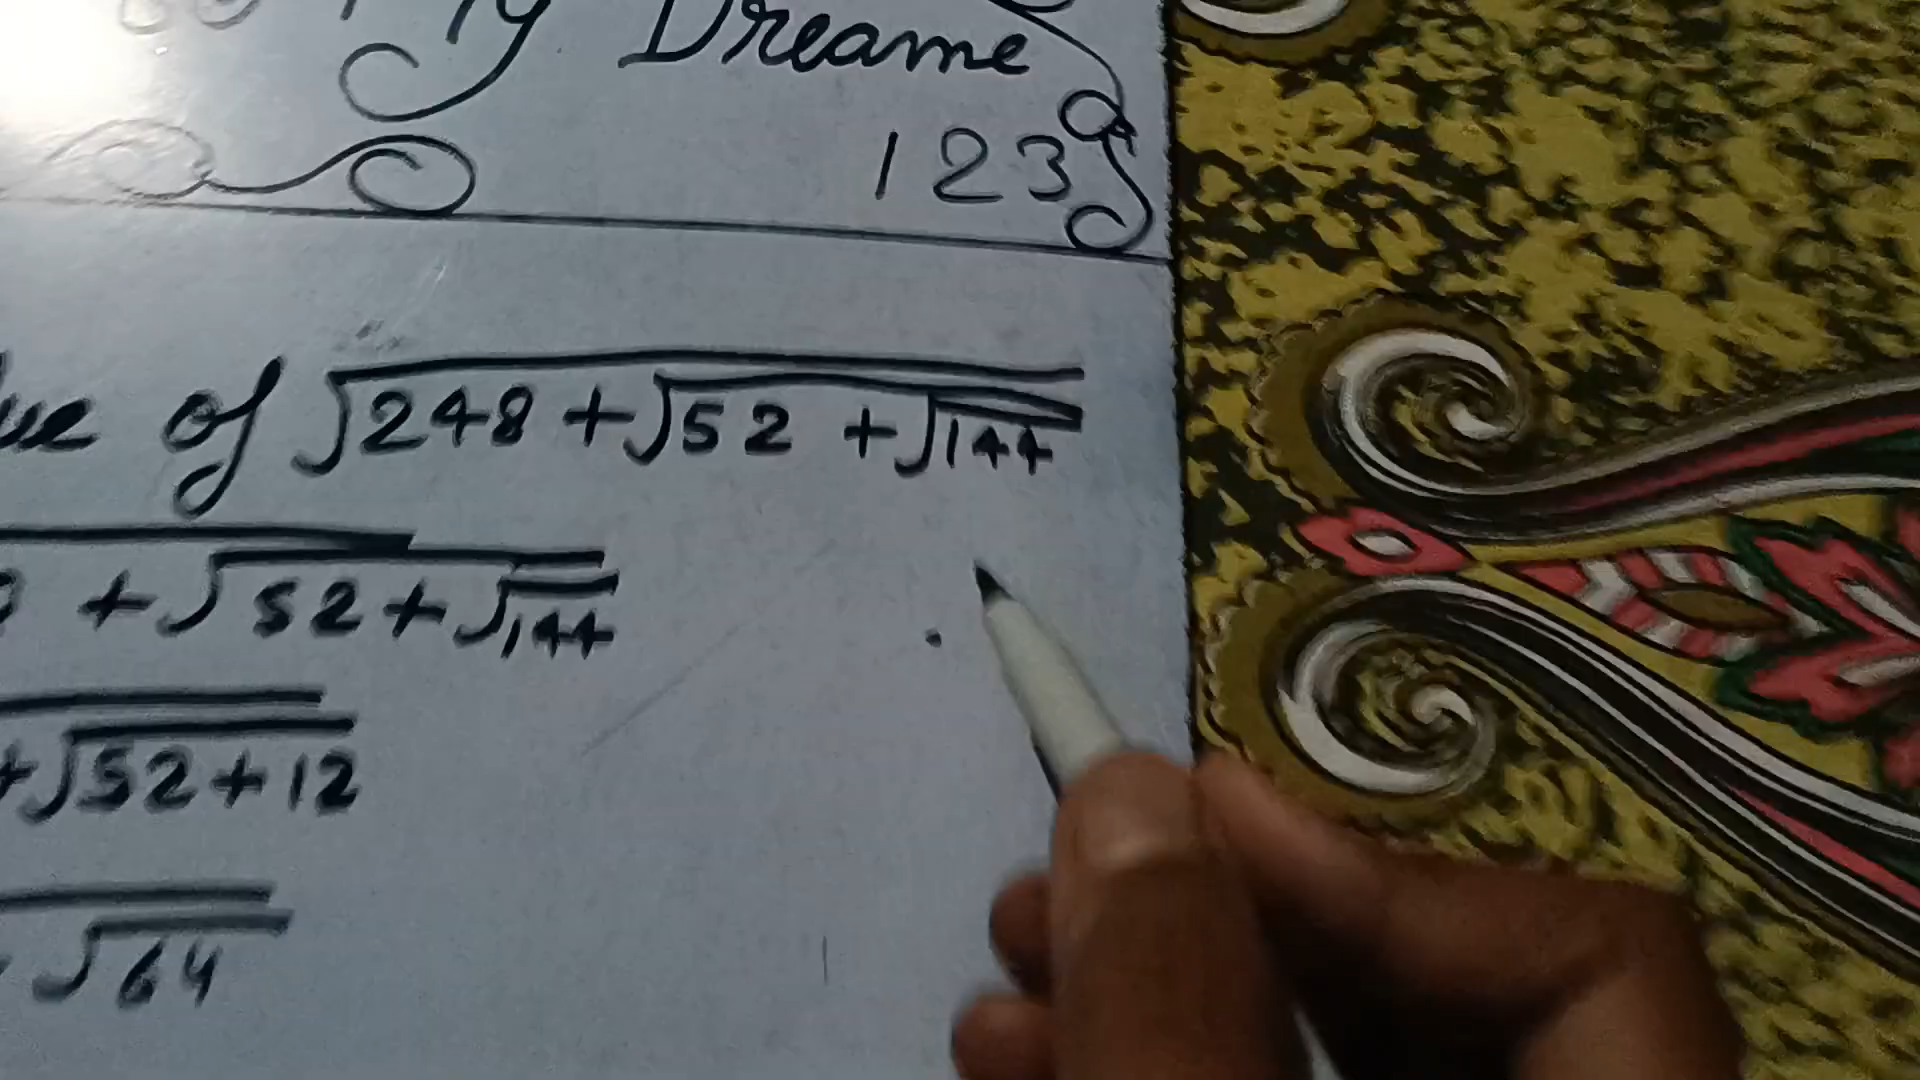 Dreame
123
of √248 + √52 + √144
+ √52 + √144
+ √52 + 12
√64